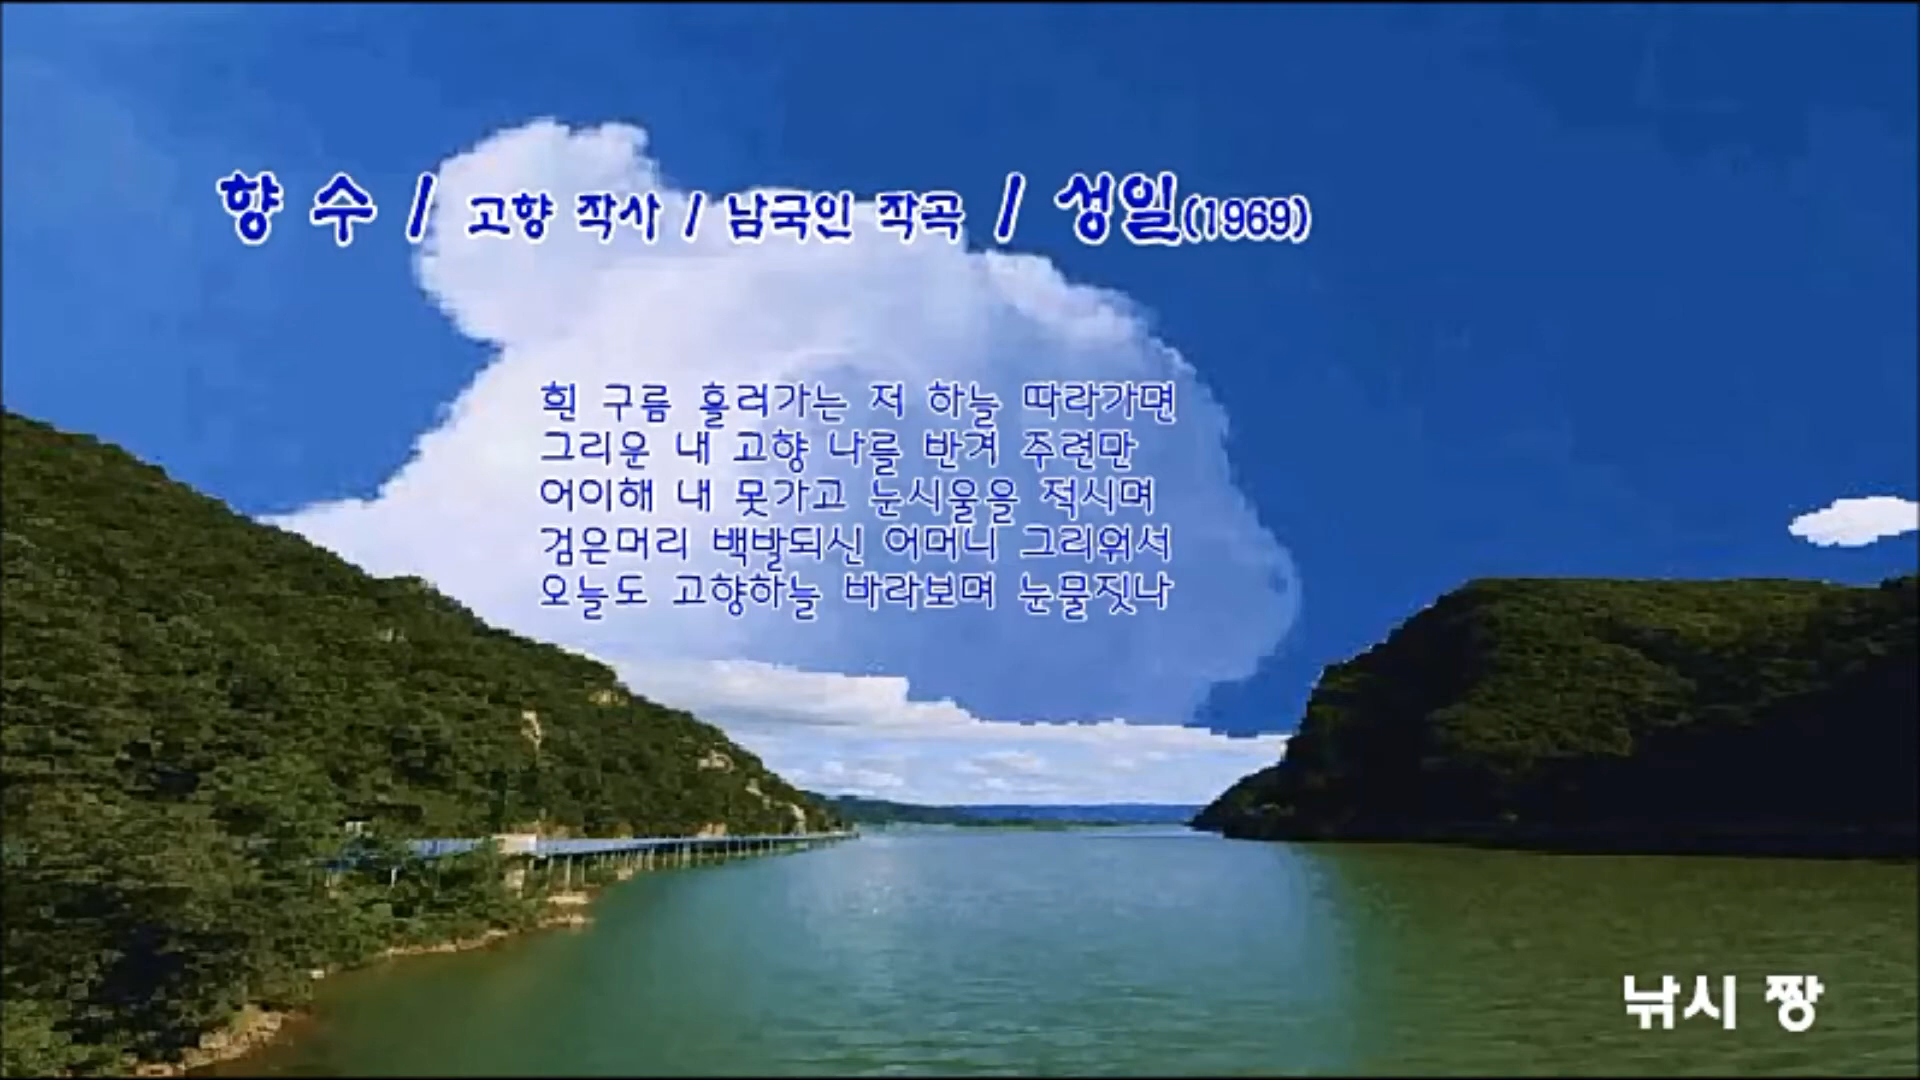 향 수 / 고향 작사 / 남국인 작곡 / 성일(1969)
흰 구름 흘러가는 저 하늘 따라가면
그리운 내 고향 나를 반겨 주련만
어이해 내 못가고 눈시울을 적시며
검은머리 백발되신 어머니 그리워서
오늘도 고향하늘 바라보며 눈물짓나
낚시 짱